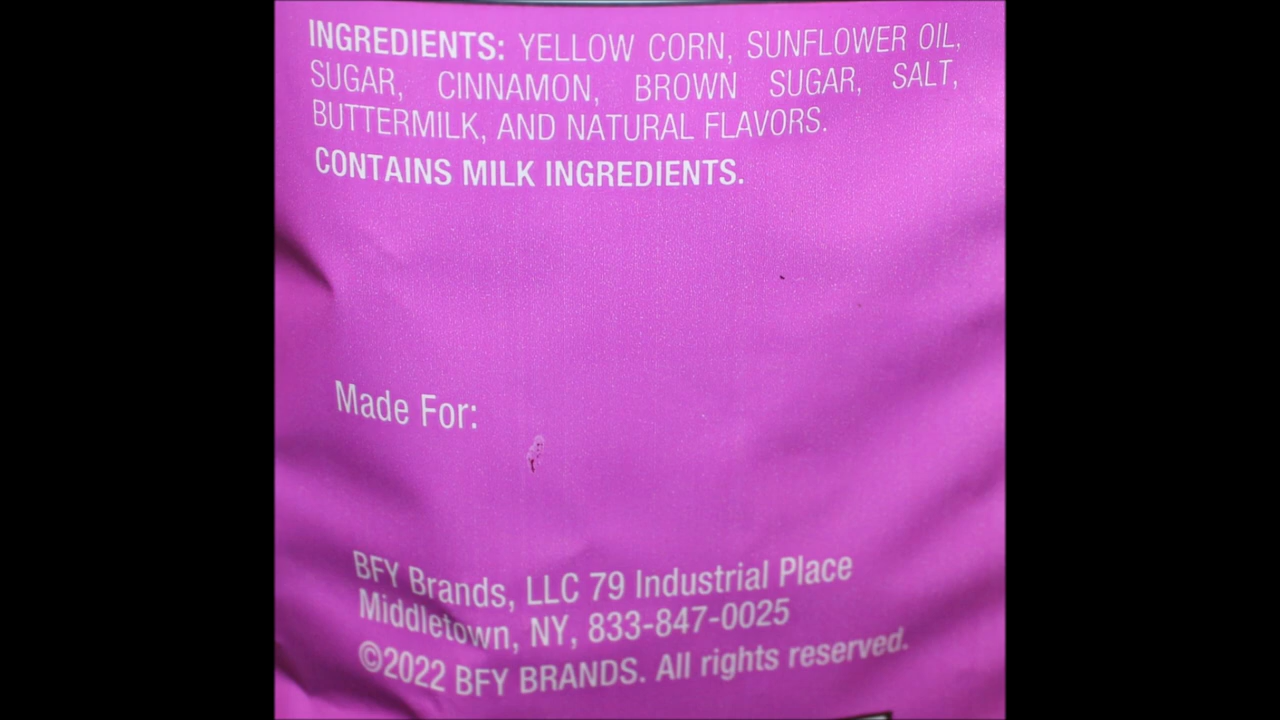 INGREDIENTS: YELLOW CORN, SUNFLOWER OIL,
SUGAR, CINNAMON, BROWN SUGAR, SALT,
BUTTERMILK, AND NATURAL FLAVORS.
CONTAINS MILK INGREDIENTS.
Made For:
BFY Brands, LLC 79 Industrial Place
Middletown, NY, 833-847-0025
©2022 BFY BRANDS. All rights reserved.